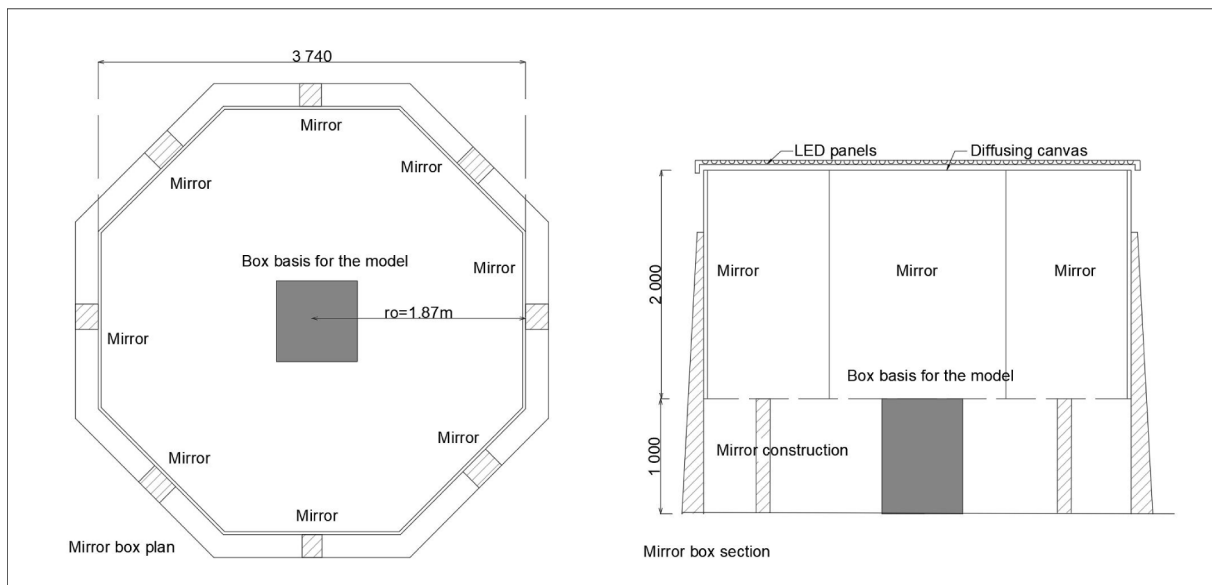 3 740
Mirror
Mirror
Mirror
Box basis for the model
Mirror
ro=1.87m
Mirror
Mirror
Mirror
Mirror
Mirror box plan
LED panels
Diffusing canvas
2 000
Mirror
Mirror
Mirror
Box basis for the model
1 000
Mirror construction
Mirror box section